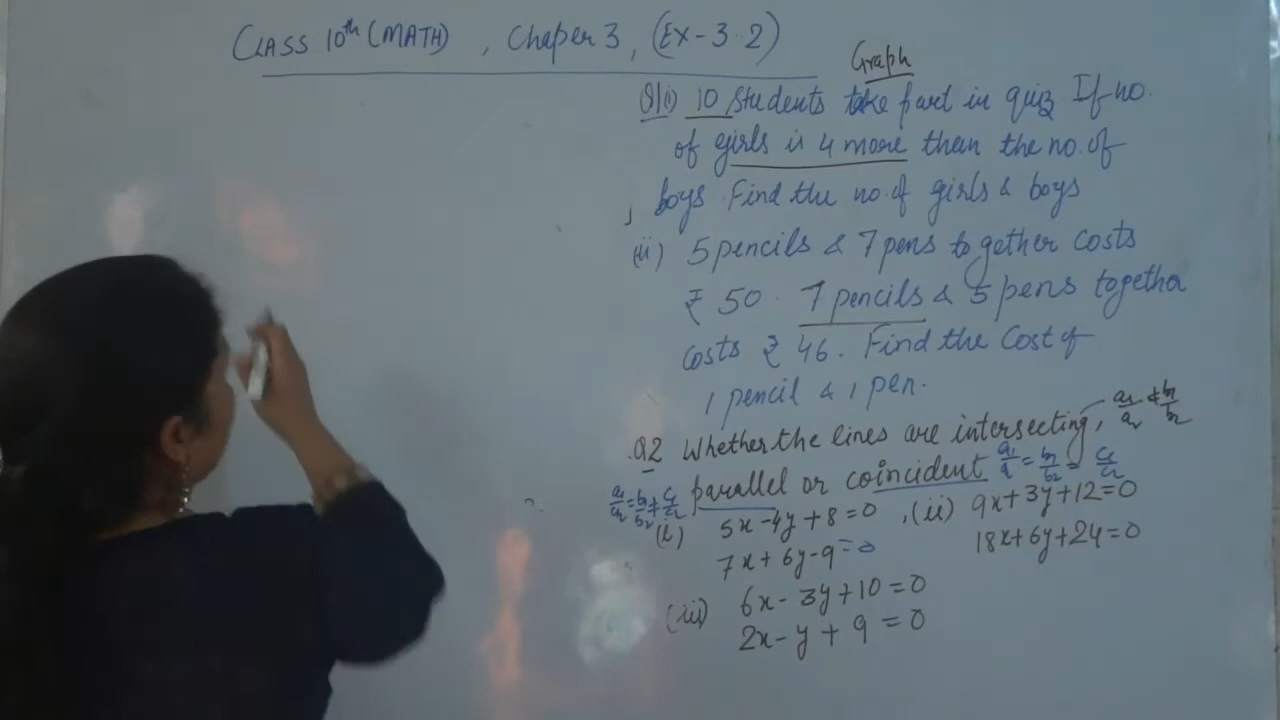 CLASS 10th (MATH) , Chaper 3, (EX-3.2)
Graph
Q1(i) 10 students take part in quiz If no.
of girls is 4 more than the no. of
boys. Find the no. of girls & boys
(ii) 5 pencils & 7 pens together costs
₹ 50. 7 pencils & 5 pens together
costs ₹ 46. Find the cost of
1 pencil & 1 pen.
Q2 Whether the lines are intersecting, a1/a2 ≠ b1/b2
a1/a2 = b1/b2 ≠ c1/c2 parallel or coincident a1/a2 = b1/b2 = c1/c2
(i) 5x-4y+8=0 , (ii) 9x+3y+12=0
7x+6y-9=0 18x+6y+24=0
(iii) 6x-3y+10=0
2x-y+9=0